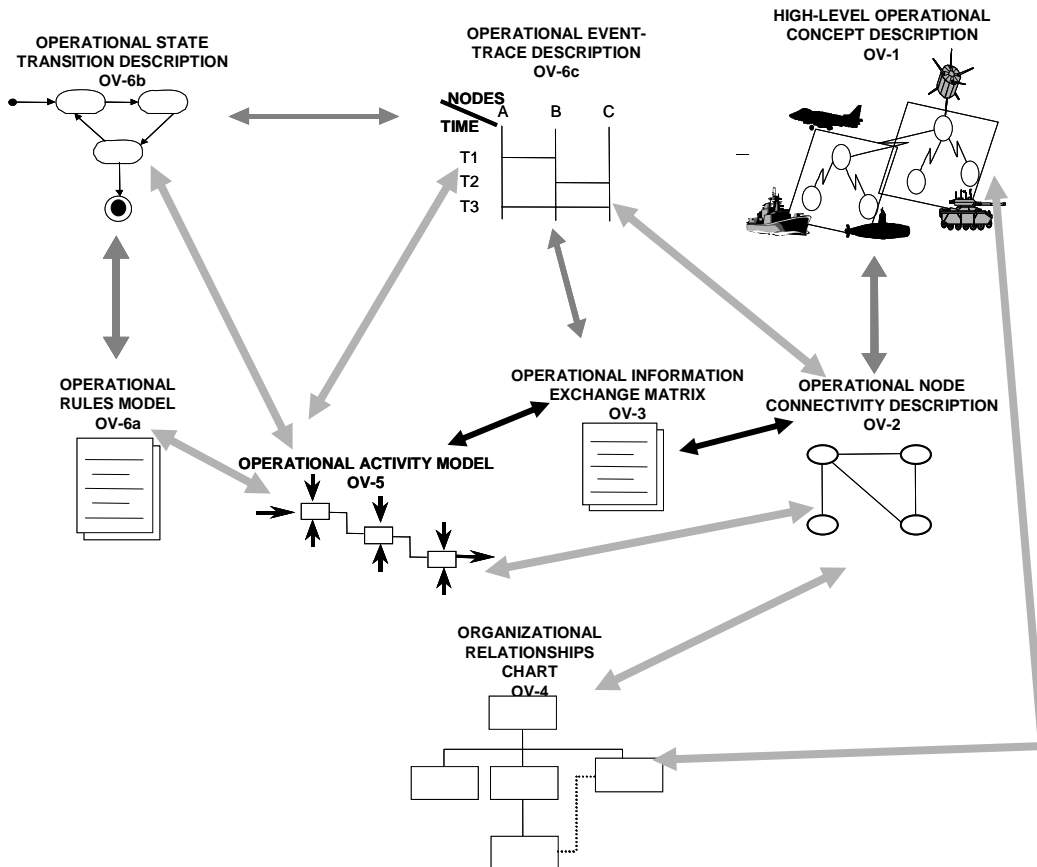 OPERATIONAL STATE
TRANSITION DESCRIPTION
OV-6b
OPERATIONAL EVENT-
TRACE DESCRIPTION
OV-6c
NODES
TIME
A
B
C
T1
T2
T3
HIGH-LEVEL OPERATIONAL
CONCEPT DESCRIPTION
OV-1
OPERATIONAL
RULES MODEL
OV-6a
OPERATIONAL ACTIVITY MODEL
OV-5
OPERATIONAL INFORMATION
EXCHANGE MATRIX
OV-3
OPERATIONAL NODE
CONNECTIVITY DESCRIPTION
OV-2
ORGANIZATIONAL
RELATIONSHIPS
CHART
OV-4